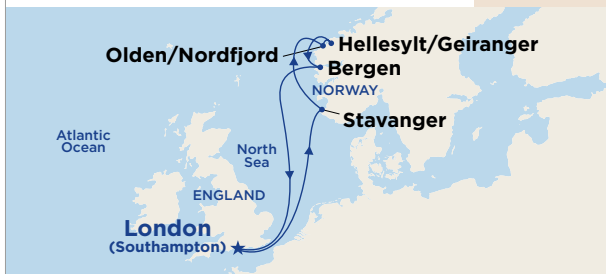 Olden/Nordfjord
Hellesylt/Geiranger
Bergen
NORWAY
Stavanger
Atlantic
Ocean
North
Sea
ENGLAND
London
(Southampton)